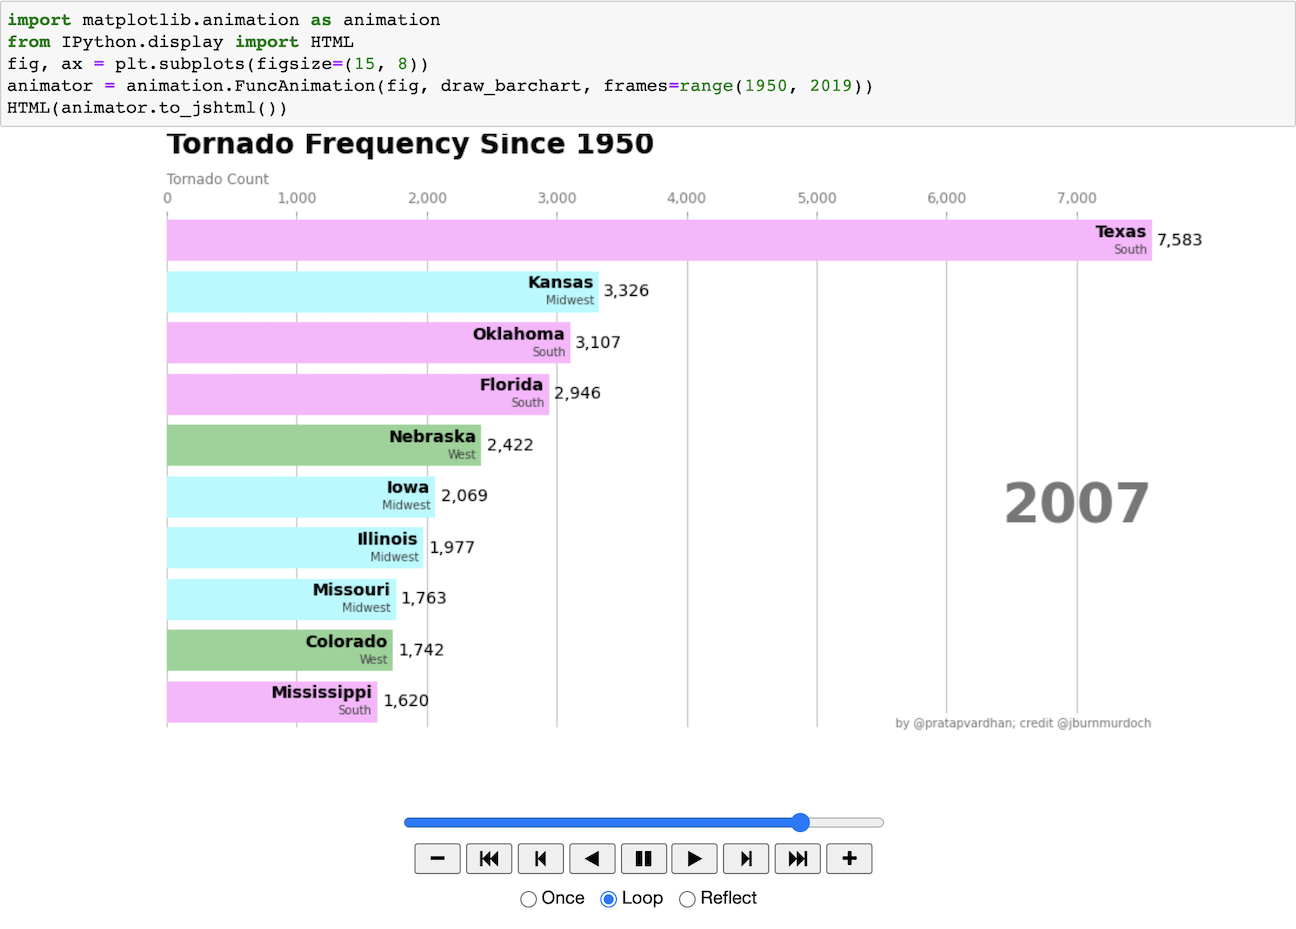 import matplotlib.animation as animation
from IPython.display import HTML
fig, ax = plt.subplots(figsize=(15, 8))
animator = animation.FuncAnimation(fig, draw_barchart, frames=range(1950, 2019))
HTML(animator.to_jshtml())
Tornado Frequency Since 1950
Tornado Count
0 1,000 2,000 3,000 4,000 5,000 6,000 7,000
Texas 7,583
South
Kansas 3,326
Midwest
Oklahoma 3,107
South
Florida 2,946
South
Nebraska 2,422
West
Iowa 2,069
Midwest
2007
Illinois 1,977
Midwest
Missouri 1,763
Midwest
Colorado 1,742
West
Mississippi 1,620
South
by @pratapvardhan; credit @jburnmurdoch
Once Loop Reflect